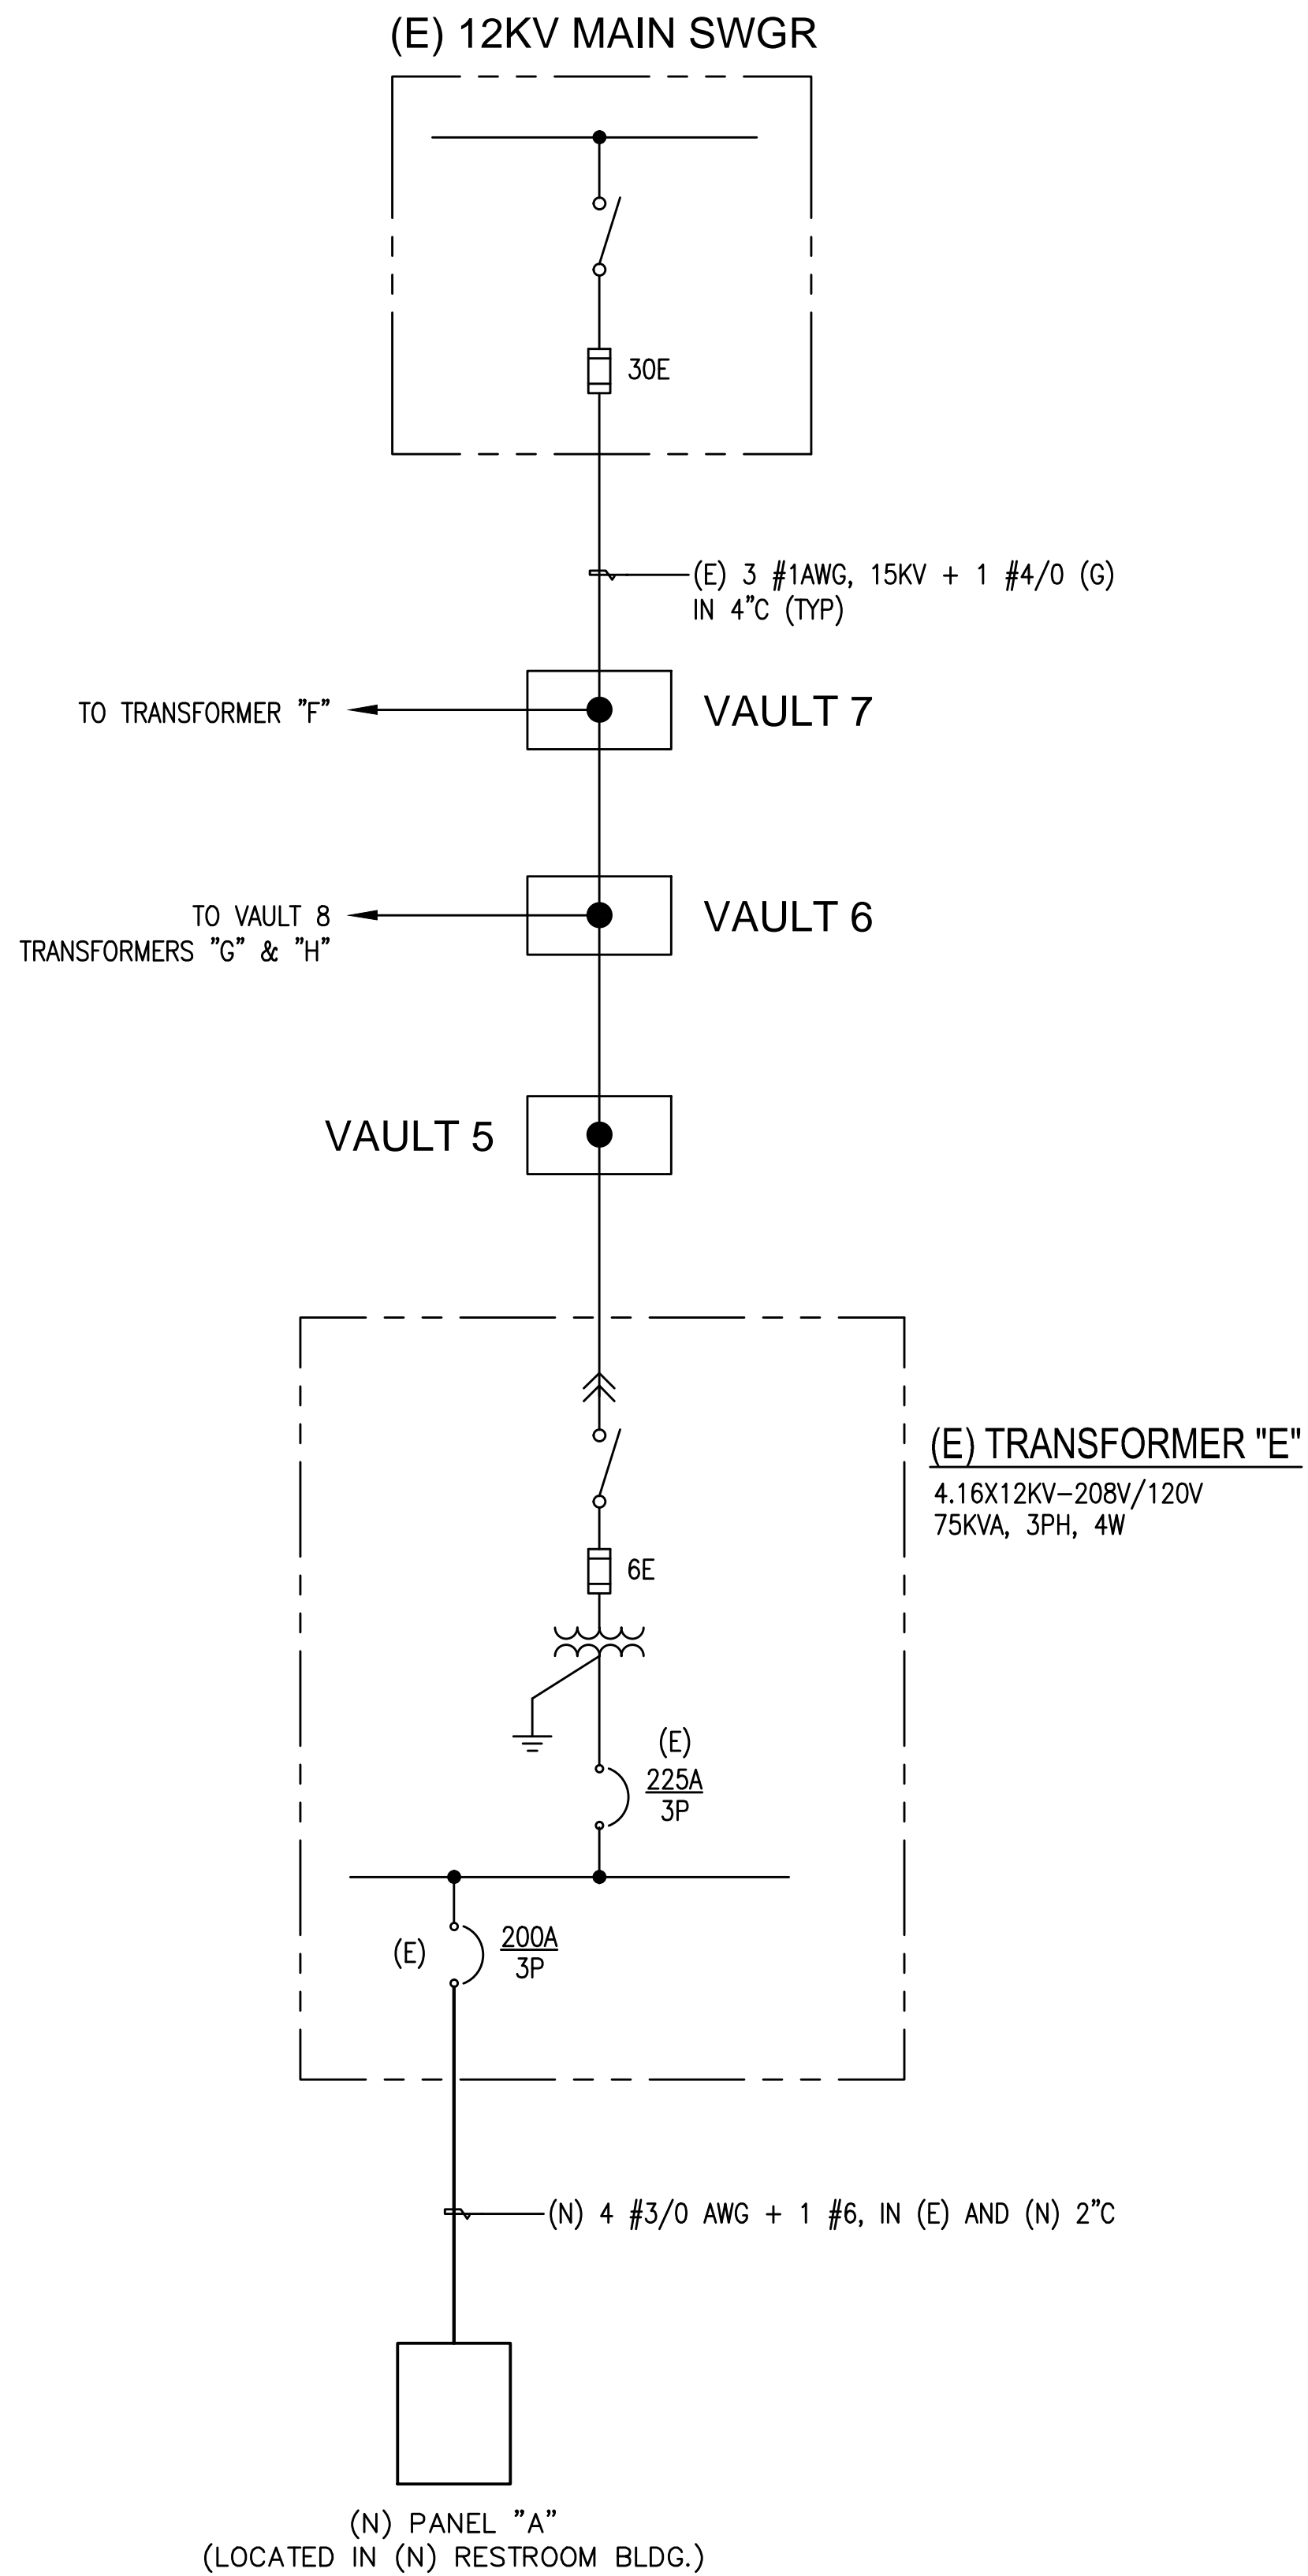 (E) 12KV MAIN SWGR
30E
(E) 3 #1AWG, 15KV + 1 #4/0 (G)
IN 4"C (TYP)
TO TRANSFORMER "F"
VAULT 7
TO VAULT 8
TRANSFORMERS "G" & "H"
VAULT 6
VAULT 5
(E) TRANSFORMER "E"
4.16X12KV-208V/120V
75KVA, 3PH, 4W
6E
(E)
225A
3P
(E)
200A
3P
(N) 4 #3/0 AWG + 1 #6, IN (E) AND (N) 2"C
(N) PANEL "A"
(LOCATED IN (N) RESTROOM BLDG.)